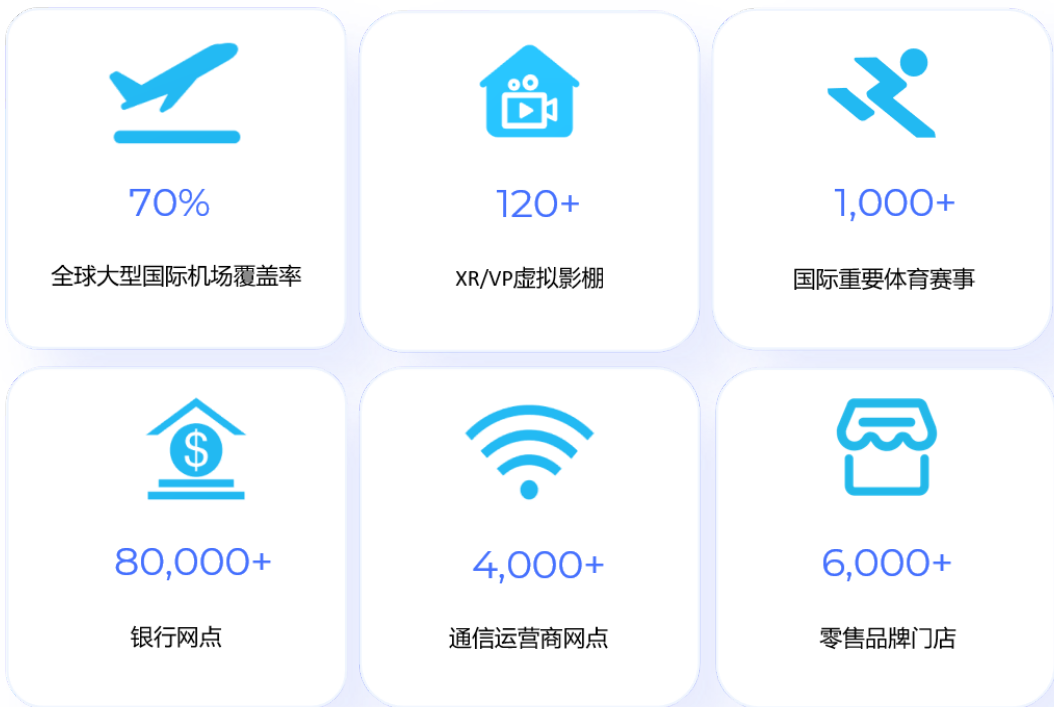 70%
全球大型国际机场覆盖率
120+
XR/VP虚拟影棚
1,000+
国际重要体育赛事
$
80,000+
银行网点
4,000+
通信运营商网点
6,000+
零售品牌门店